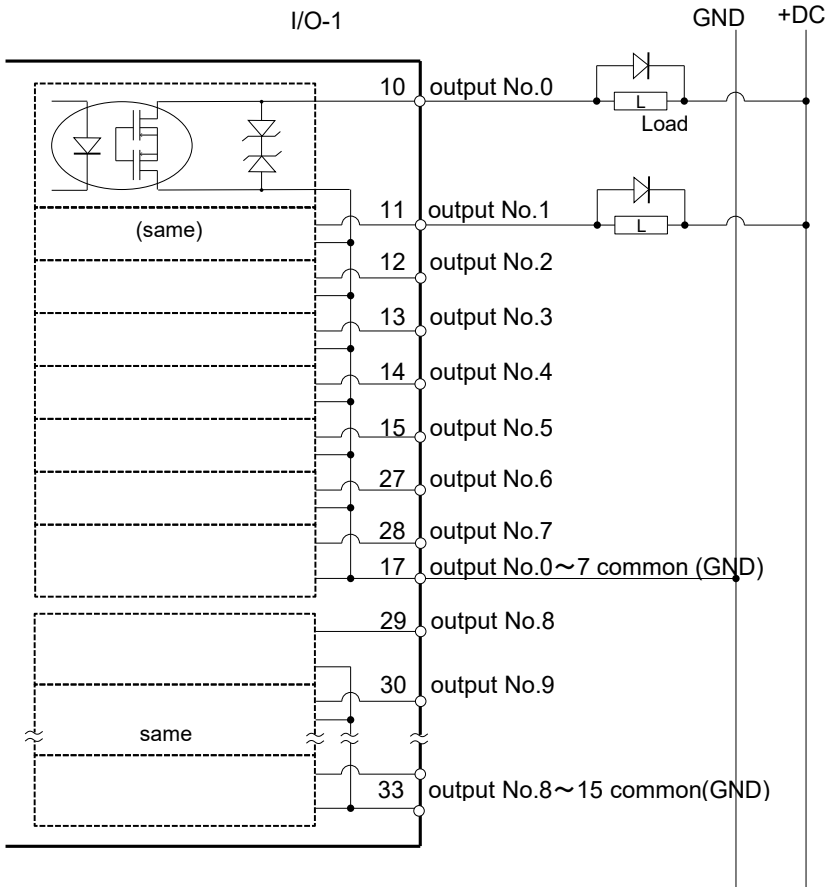 I/O-1 GND +DC
10 output No.0
L
Load
11 output No.1
(same) L
12 output No.2
13 output No.3
14 output No.4
15 output No.5
27 output No.6
28 output No.7
17 output No.0～7 common (GND)
29 output No.8
30 output No.9
same
33 output No.8～15 common(GND)